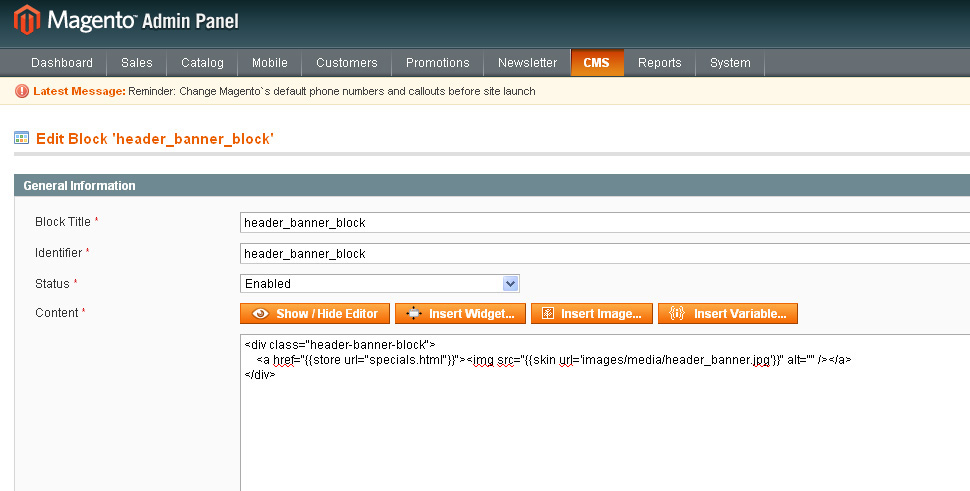 Magento™ Admin Panel
Dashboard Sales Catalog Mobile Customers Promotions Newsletter CMS Reports System
Latest Message: Reminder: Change Magento`s default phone numbers and callouts before site launch
Edit Block 'header_banner_block'
General Information
Block Title * header_banner_block
Identifier * header_banner_block
Status * Enabled
Content * Show / Hide Editor Insert Widget... Insert Image... Insert Variable...
<div class="header-banner-block">
<a href="{{store url="specials.html"}}"><img src="{{skin url='images/media/header_banner.jpg'}}" alt="" /></a>
</div>